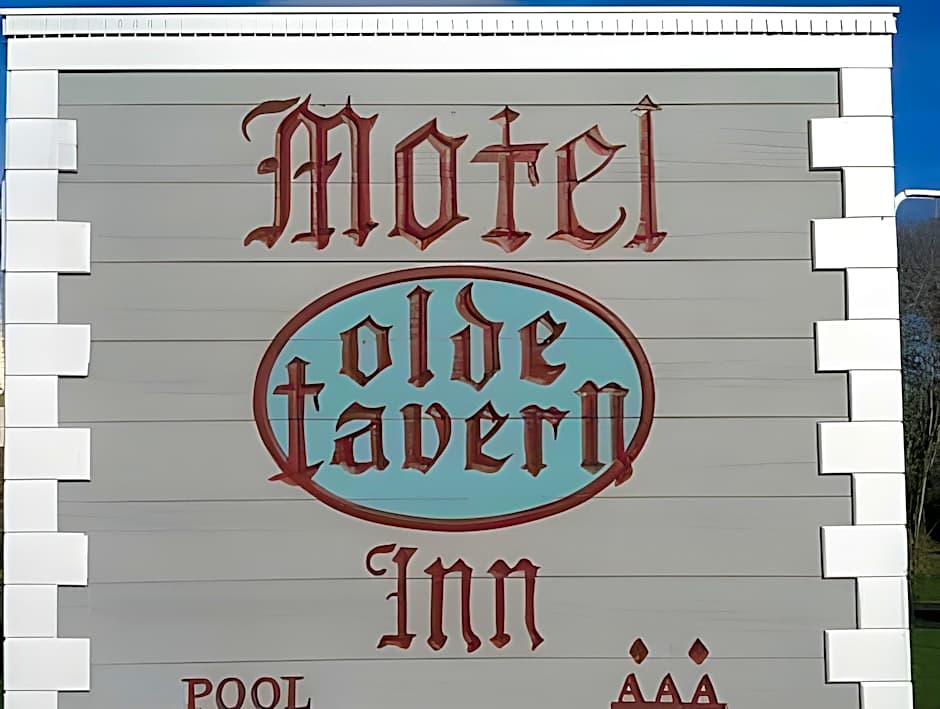 Motel
olde
tavern
Inn
POOL AAA